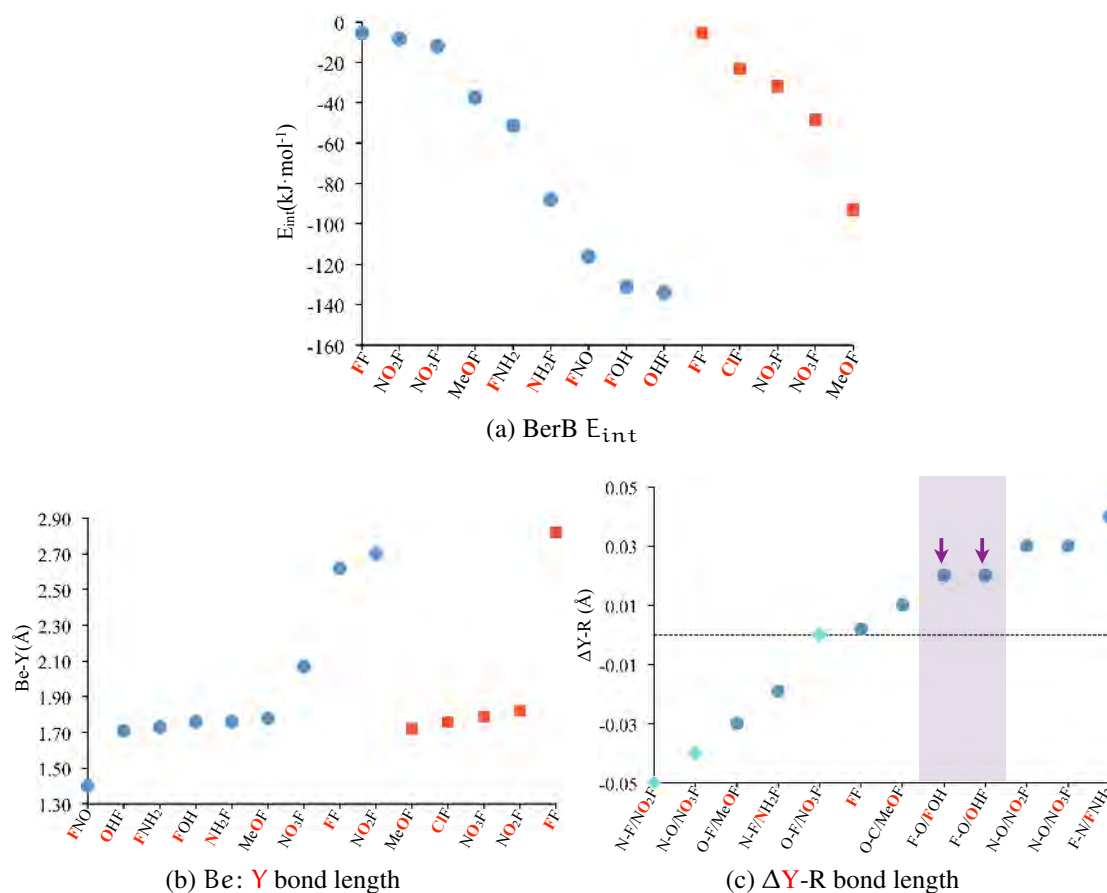 0
-20
-40
-60
-80
-100
-120
-140
-160
E_int(kJ·mol⁻¹)
FF
NO₂F
NO₃F
MeOF
FNH₂
NH₂F
FNO
FOH
OHF
FF
ClF
NO₂F
NO₃F
MeOF
(a) BerB E_int
2.90
2.70
2.50
2.30
2.10
1.90
1.70
1.50
1.30
Be-Y(Å)
FNO
OHF
FNH₂
FOH
NH₂F
MeOF
NO₃F
FF
NO₂F
MeOF
ClF
NO₃F
NO₂F
FF
(b) Be: Y bond length
0.05
0.03
0.01
-0.01
-0.03
-0.05
ΔY-R (Å)
N-F/NO₂F
N-O/NO₃F
O-F/MeOF
N-F/NH₂F
O-F/NO₃F
FF
O-C/MeOF
F-O/FOH
F-O/OHF
N-O/NO₂F
N-O/NO₃F
F-N/FNH₂
(c) ΔY-R bond length